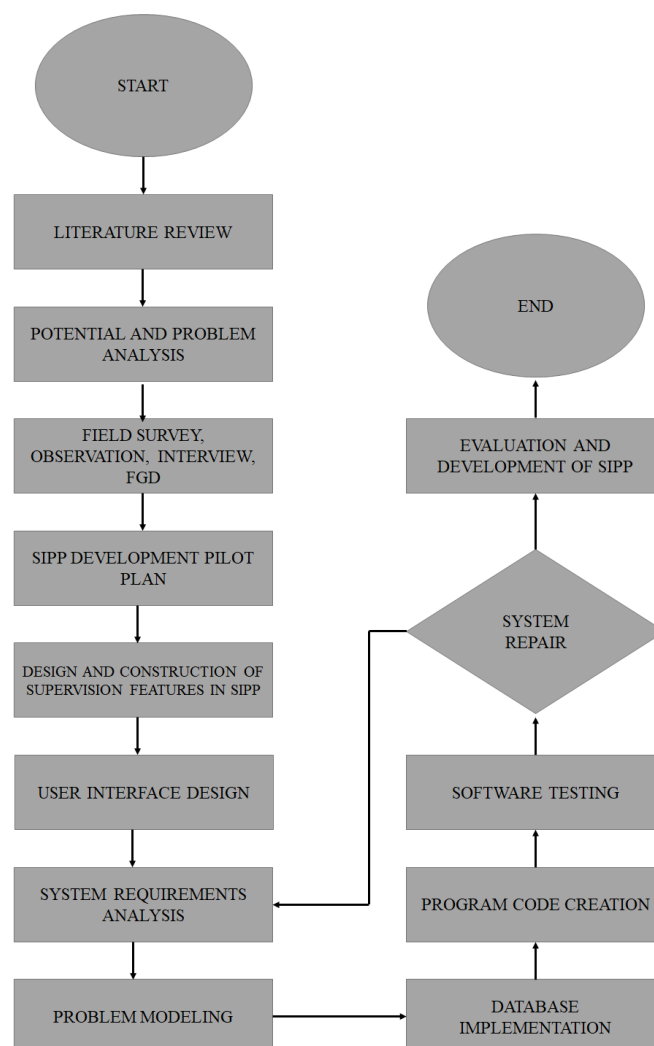 START
LITERATURE REVIEW
POTENTIAL AND PROBLEM
ANALYSIS
FIELD SURVEY,
OBSERVATION, INTERVIEW,
FGD
SIPP DEVELOPMENT PILOT
PLAN
DESIGN AND CONSTRUCTION OF
SUPERVISION FEATURES IN SIPP
USER INTERFACE DESIGN
SYSTEM REQUIREMENTS
ANALYSIS
PROBLEM MODELING
DATABASE
IMPLEMENTATION
PROGRAM CODE CREATION
SOFTWARE TESTING
SYSTEM
REPAIR
EVALUATION AND
DEVELOPMENT OF SIPP
END